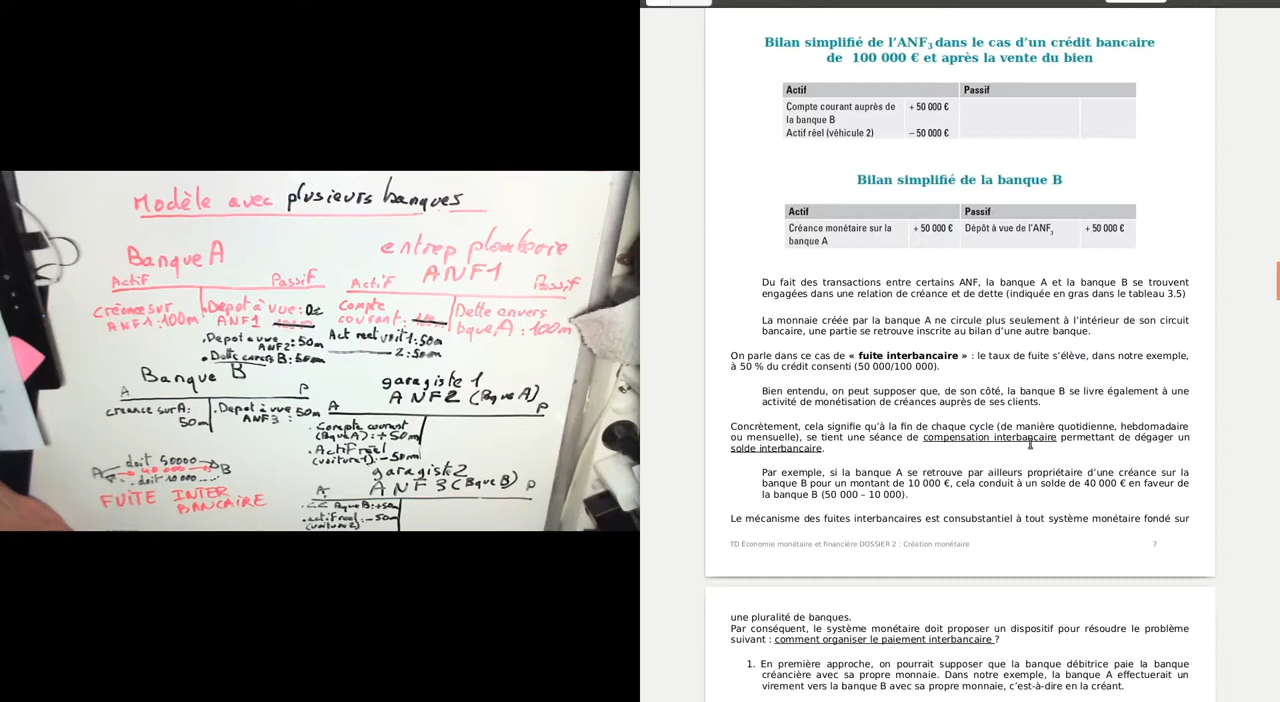 Modèle avec plusieurs banques
Banque A
Actif Passif
créance sur Dépot à vue : 0€
ANF1 : 100m ANF1
. Depot à vue
ANF2 : 50m
. Dette envers B : 50m
entrep plomberie
ANF1
Actif Passif
Compte Dette envers
courant. bque A : 100m
Act reel voit 1 : 50m
2 : 50m
Banque B
A P
créance sur A : . Depot à vue 50m
50m ANF3 :
garagiste 1
ANF2 (Bque A)
A P
. Compte courant
(Bque A) : +50m
. Actif réel
(voiture 1) : -50m
garagiste 2
ANF3 (Bque B)
A P
CC Bque B : +50m
. actif reel : -50m
(voiture 2)
A doit 50000 B
40 000
doit 10 000
FUITE INTER
BANCAIRE
Bilan simplifié de l’ANF3 dans le cas d’un crédit bancaire
de 100 000 € et après la vente du bien
Actif Passif
Compte courant auprès de + 50 000 €
la banque B
Actif réel (véhicule 2) – 50 000 €
Bilan simplifié de la banque B
Actif Passif
Créance monétaire sur la + 50 000 € Dépôt à vue de l’ANF3 + 50 000 €
banque A
Du fait des transactions entre certains ANF, la banque A et la banque B se trouvent
engagées dans une relation de créance et de dette (indiquée en gras dans le tableau 3.5)
La monnaie créée par la banque A ne circule plus seulement à l’intérieur de son circuit
bancaire, une partie se retrouve inscrite au bilan d’une autre banque.
On parle dans ce cas de « fuite interbancaire » : le taux de fuite s’élève, dans notre exemple,
à 50 % du crédit consenti (50 000/100 000).
Bien entendu, on peut supposer que, de son côté, la banque B se livre également à une
activité de monétisation de créances auprès de ses clients.
Concrètement, cela signifie qu’à la fin de chaque cycle (de manière quotidienne, hebdomadaire
ou mensuelle), se tient une séance de compensation interbancaire permettant de dégager un
solde interbancaire.
Par exemple, si la banque A se retrouve par ailleurs propriétaire d’une créance sur la
banque B pour un montant de 10 000 €, cela conduit à un solde de 40 000 € en faveur de
la banque B (50 000 – 10 000).
Le mécanisme des fuites interbancaires est consubstantiel à tout système monétaire fondé sur
TD Économie monétaire et financière DOSSIER 2 : Création monétaire 7
une pluralité de banques.
Par conséquent, le système monétaire doit proposer un dispositif pour résoudre le problème
suivant : comment organiser le paiement interbancaire ?
1. En première approche, on pourrait supposer que la banque débitrice paie la banque
créancière avec sa propre monnaie. Dans notre exemple, la banque A effectuerait un
virement vers la banque B avec sa propre monnaie, c’est-à-dire en la créant.